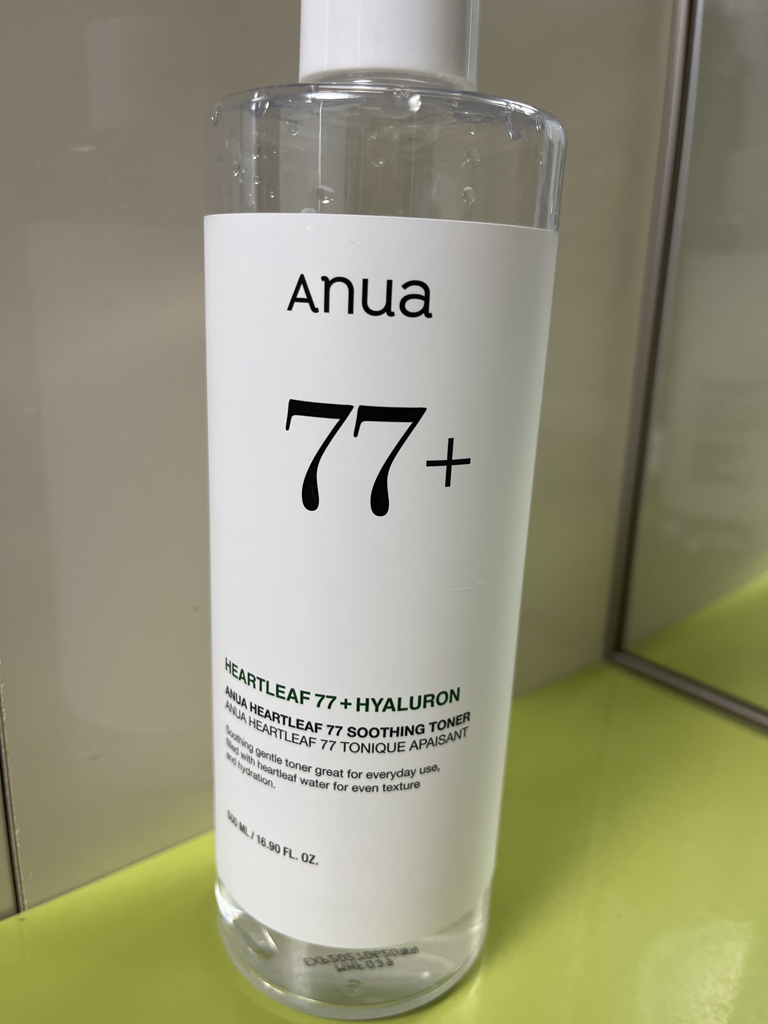 Anua
77+
HEARTLEAF 77 + HYALURON
ANUA HEARTLEAF 77 SOOTHING TONER
ANUA HEARTLEAF 77 TONIQUE APAISANT
Soothing gentle toner great for everyday use,
filled with heartleaf water for even texture
and hydration.
500 ML / 16.90 FL. OZ.